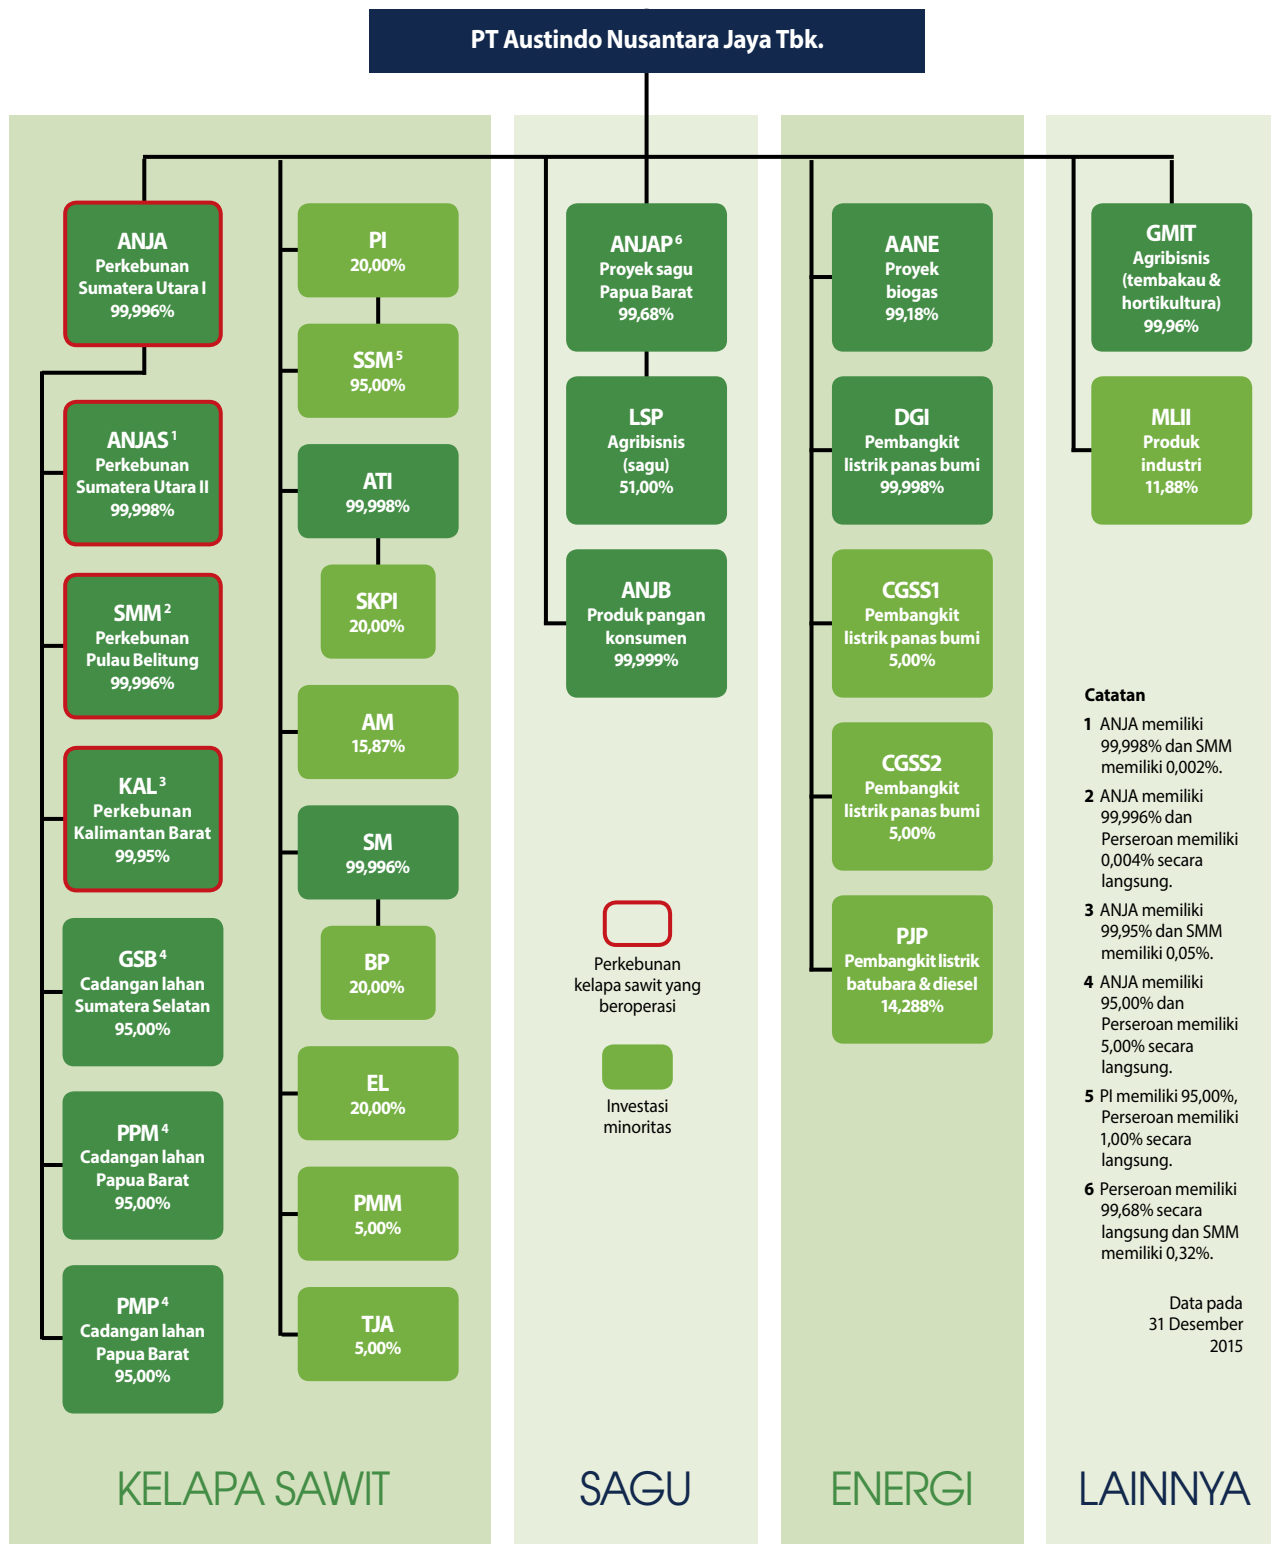 PT Austindo Nusantara Jaya Tbk.
ANJA
Perkebunan
Sumatera Utara I
99,996%
ANJAS 1
Perkebunan
Sumatera Utara II
99,998%
SMM 2
Perkebunan
Pulau Belitung
99,996%
KAL 3
Perkebunan
Kalimantan Barat
99,95%
GSB 4
Cadangan lahan
Sumatera Selatan
95,00%
PPM 4
Cadangan lahan
Papua Barat
95,00%
PMP 4
Cadangan lahan
Papua Barat
95,00%
PI
20,00%
SSM 5
95,00%
ATI
99,998%
SKPI
20,00%
AM
15,87%
SM
99,996%
BP
20,00%
EL
20,00%
PMM
5,00%
TJA
5,00%
KELAPA SAWIT
ANJAP 6
Proyek sagu
Papua Barat
99,68%
LSP
Agribisnis
(sagu)
51,00%
ANJB
Produk pangan
konsumen
99,999%
Perkebunan
kelapa sawit yang
beroperasi
Investasi
minoritas
SAGU
AANE
Proyek
biogas
99,18%
DGI
Pembangkit
listrik panas bumi
99,998%
CGSS1
Pembangkit
listrik panas bumi
5,00%
CGSS2
Pembangkit
listrik panas bumi
5,00%
PJP
Pembangkit listrik
batubara & diesel
14,288%
ENERGI
GMIT
Agribisnis
(tembakau &
hortikultura)
99,96%
MLII
Produk
industri
11,88%
Catatan
1 ANJA memiliki
99,998% dan SMM
memiliki 0,002%.
2 ANJA memiliki
99,996% dan
Perseroan memiliki
0,004% secara
langsung.
3 ANJA memiliki
99,95% dan SMM
memiliki 0,05%.
4 ANJA memiliki
95,00% dan
Perseroan memiliki
5,00% secara
langsung.
5 PI memiliki 95,00%,
Perseroan memiliki
1,00% secara
langsung.
6 Perseroan memiliki
99,68% secara
langsung dan SMM
memiliki 0,32%.
Data pada
31 Desember
2015
LAINNYA